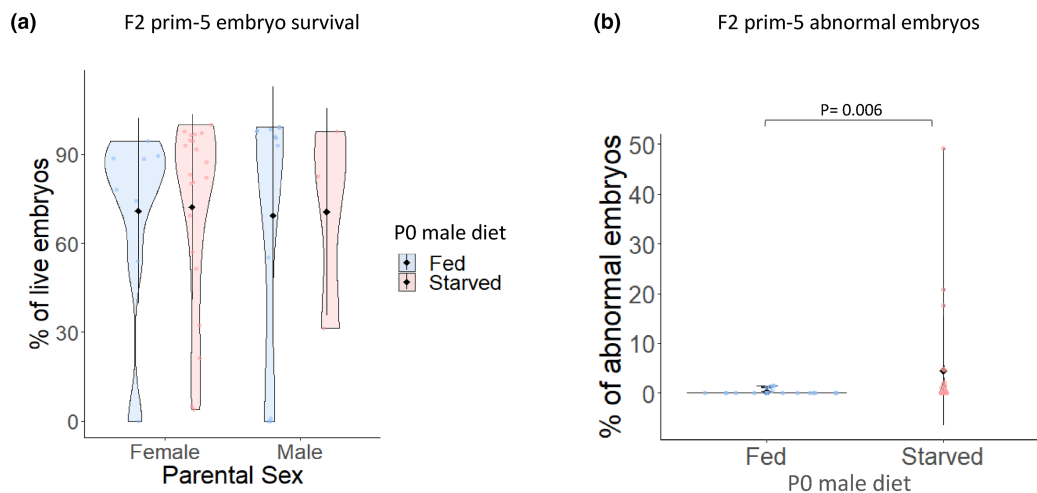 (a)
F2 prim-5 embryo survival
% of live embryos
90
60
30
0
Female
Male
Parental Sex
P0 male diet
Fed
Starved
(b)
F2 prim-5 abnormal embryos
P= 0.006
% of abnormal embryos
50
40
30
20
10
0
Fed
Starved
P0 male diet